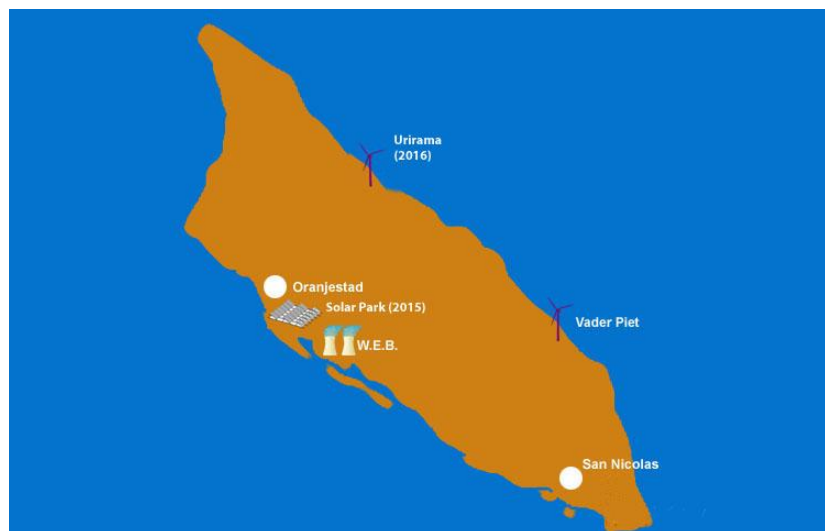 Urirama
(2016)
Oranjestad
Solar Park (2015)
Vader Piet
W.E.B.
San Nicolas